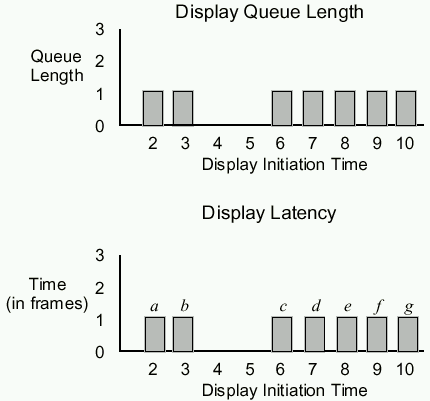 Display Queue Length
Queue
Length
3
2
1
0
2 3 4 5 6 7 8 9 10
Display Initiation Time
Display Latency
Time
(in frames)
3
2
1
0
a b c d e f g
2 3 4 5 6 7 8 9 10
Display Initiation Time